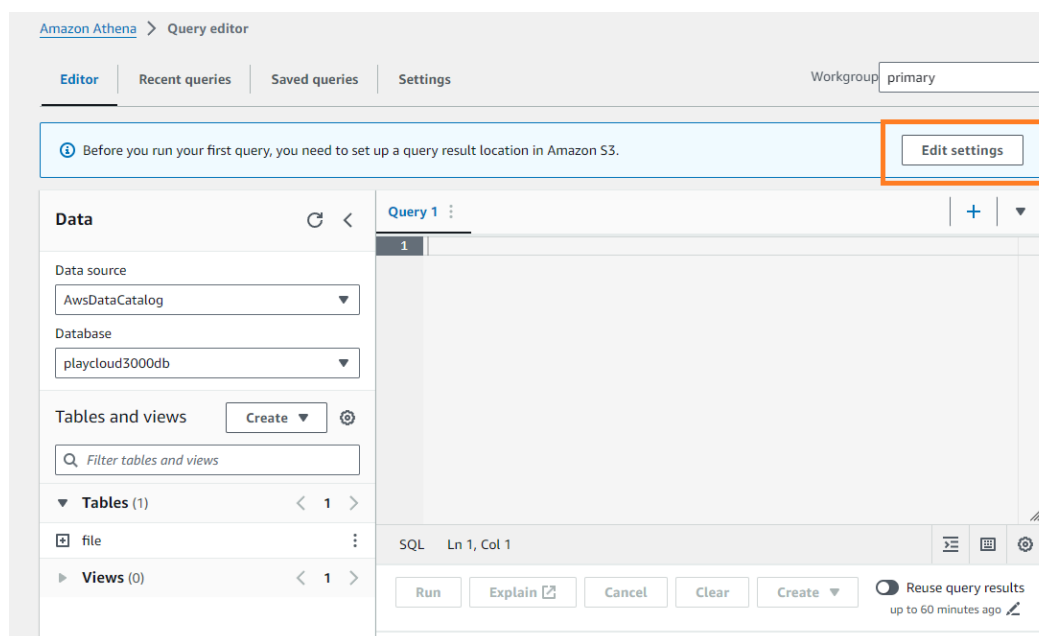 Amazon Athena > Query editor
Editor Recent queries Saved queries Settings
Workgroup primary
Before you run your first query, you need to set up a query result location in Amazon S3.
Edit settings
Data
Data source
AwsDataCatalog
Database
playcloud3000db
Tables and views Create
Filter tables and views
Tables (1) < 1 >
file
Views (0) < 1 >
Query 1
1
SQL Ln 1, Col 1
Run Explain Cancel Clear Create
Reuse query results
up to 60 minutes ago